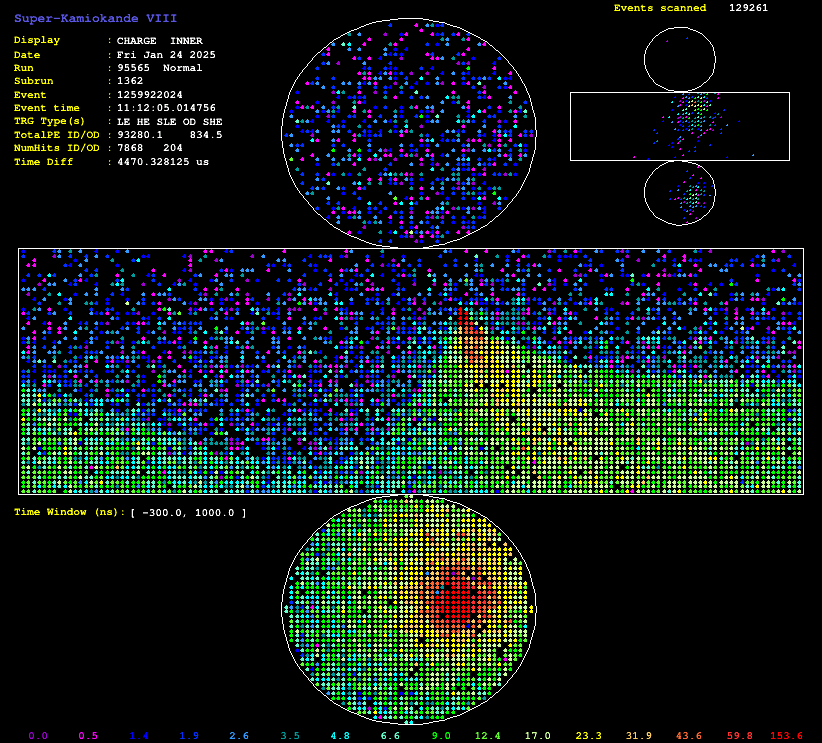 Super-Kamiokande VIII
Events scanned 129261
Display : CHARGE INNER
Date : Fri Jan 24 2025
Run : 95565 Normal
Subrun : 1362
Event : 1259922024
Event time : 11:12:05.014756
TRG Type(s) : LE HE SLE OD SHE
TotalPE ID/OD : 93280.1 834.5
NumHits ID/OD : 7868 204
Time Diff : 4470.328125 us
Time Window (ns): [ -300.0, 1000.0 ]
0.0 0.5 1.4 1.9 2.6 3.5 4.8 6.6 9.0 12.4 17.0 23.3 31.9 43.6 59.8 153.6